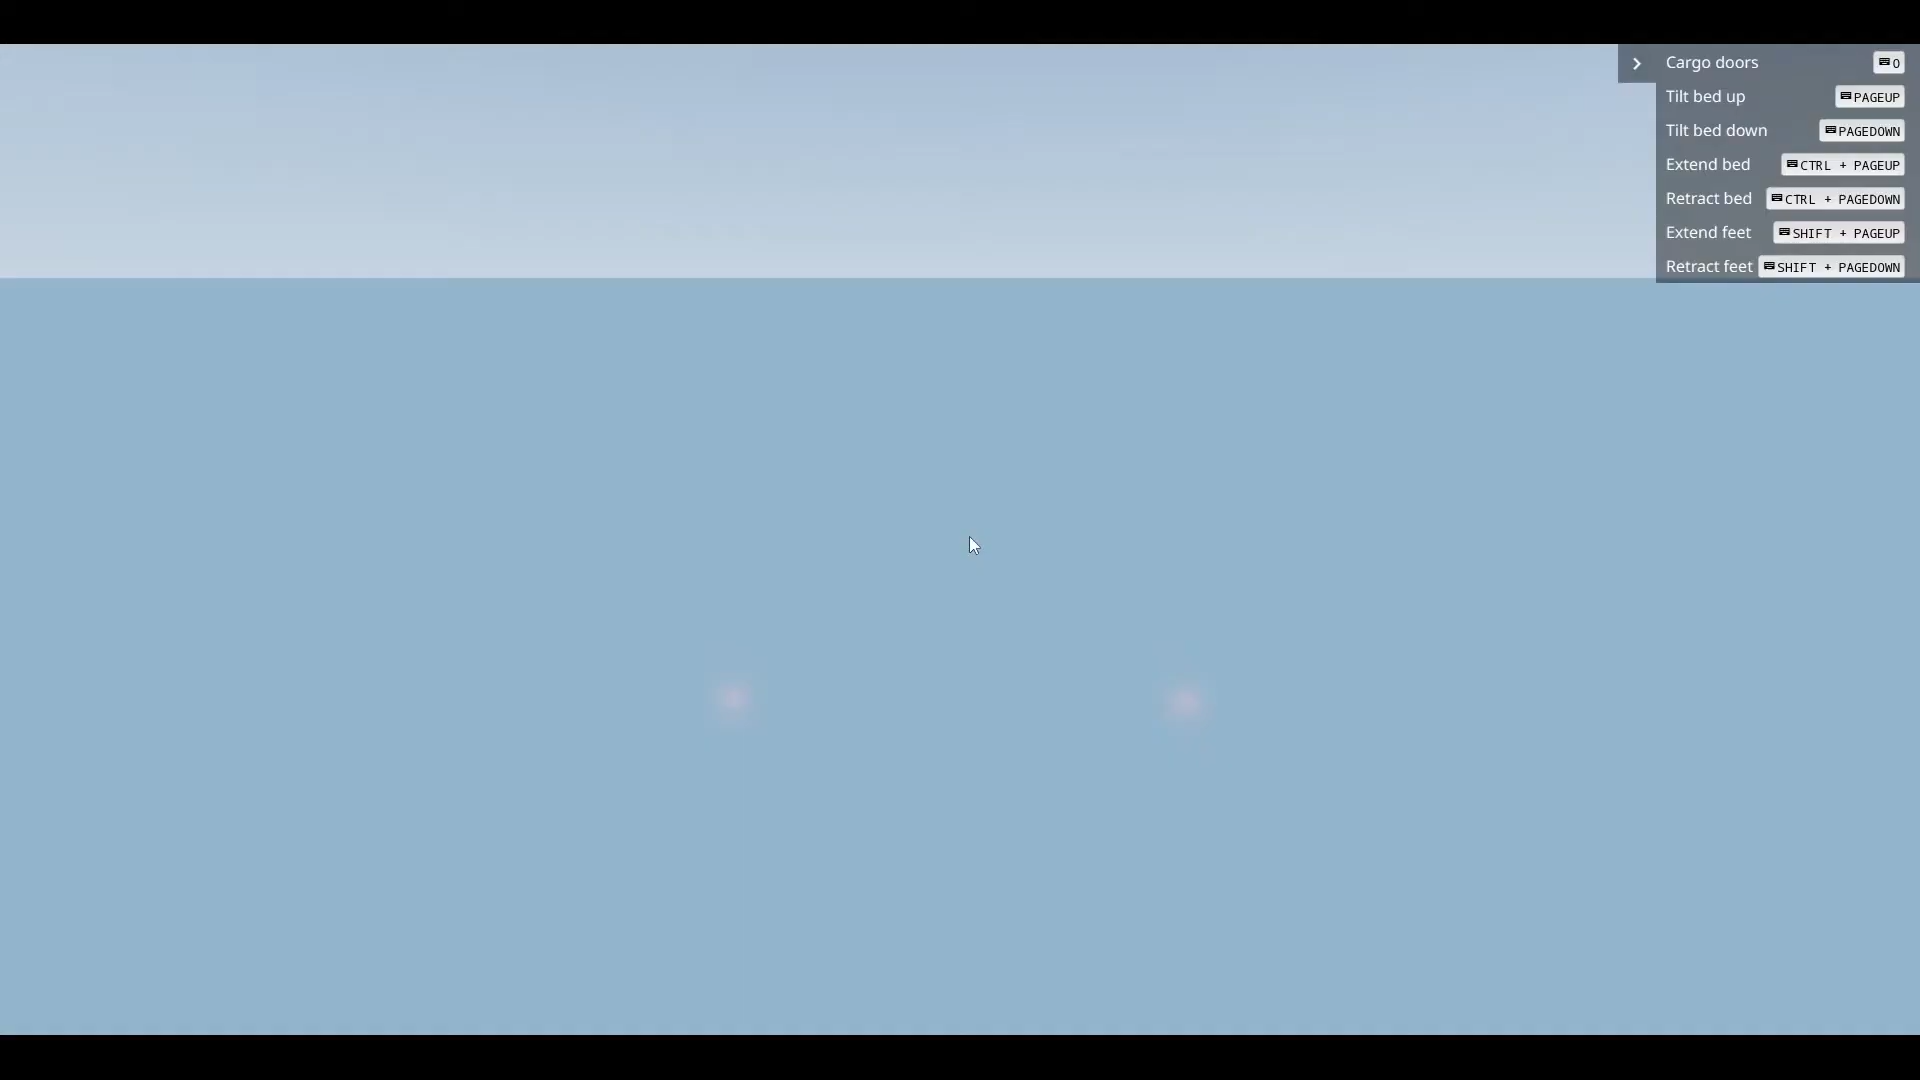 Cargo doors O
Tilt bed up PAGEUP
Tilt bed down PAGEDOWN
Extend bed CTRL + PAGEUP
Retract bed CTRL + PAGEDOWN
Extend feet SHIFT + PAGEUP
Retract feet SHIFT + PAGEDOWN